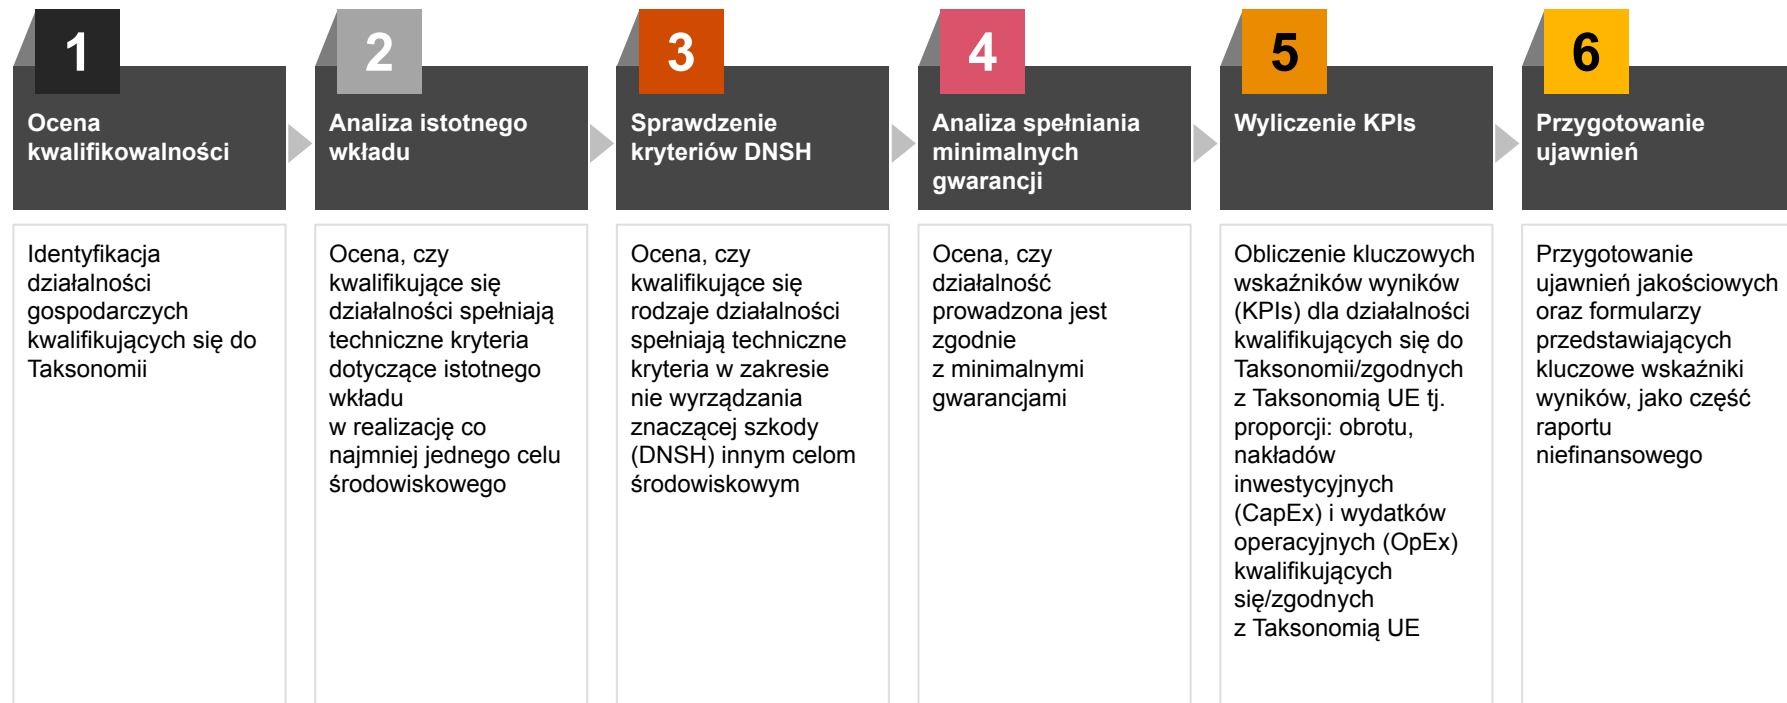 1
Ocena
kwalifikowalności
Identyfikacja
działalności
gospodarczych
kwalifikujących się do
Taksonomii
2
Analiza istotnego
wkładu
Ocena, czy
kwalifikujące się
działalności spełniają
techniczne kryteria
dotyczące istotnego
wkładu
w realizację co
najmniej jednego celu
środowiskowego
3
Sprawdzenie
kryteriów DNSH
Ocena, czy
kwalifikujące się
rodzaje działalności
spełniają techniczne
kryteria w zakresie
nie wyrządzania
znaczącej szkody
(DNSH) innym celom
środowiskowym
4
Analiza spełniania
minimalnych
gwarancji
Ocena, czy
działalność
prowadzona jest
zgodnie
z minimalnymi
gwarancjami
5
Wyliczenie KPIs
Obliczenie kluczowych
wskaźników wyników
(KPIs) dla działalności
kwalifikujących się do
Taksonomii/zgodnych
z Taksonomią UE tj.
proporcji: obrotu,
nakładów
inwestycyjnych
(CapEx) i wydatków
operacyjnych (OpEx)
kwalifikujących
się/zgodnych
z Taksonomią UE
6
Przygotowanie
ujawnień
Przygotowanie
ujawnień jakościowych
oraz formularzy
przedstawiających
kluczowe wskaźniki
wyników, jako część
raportu
niefinansowego